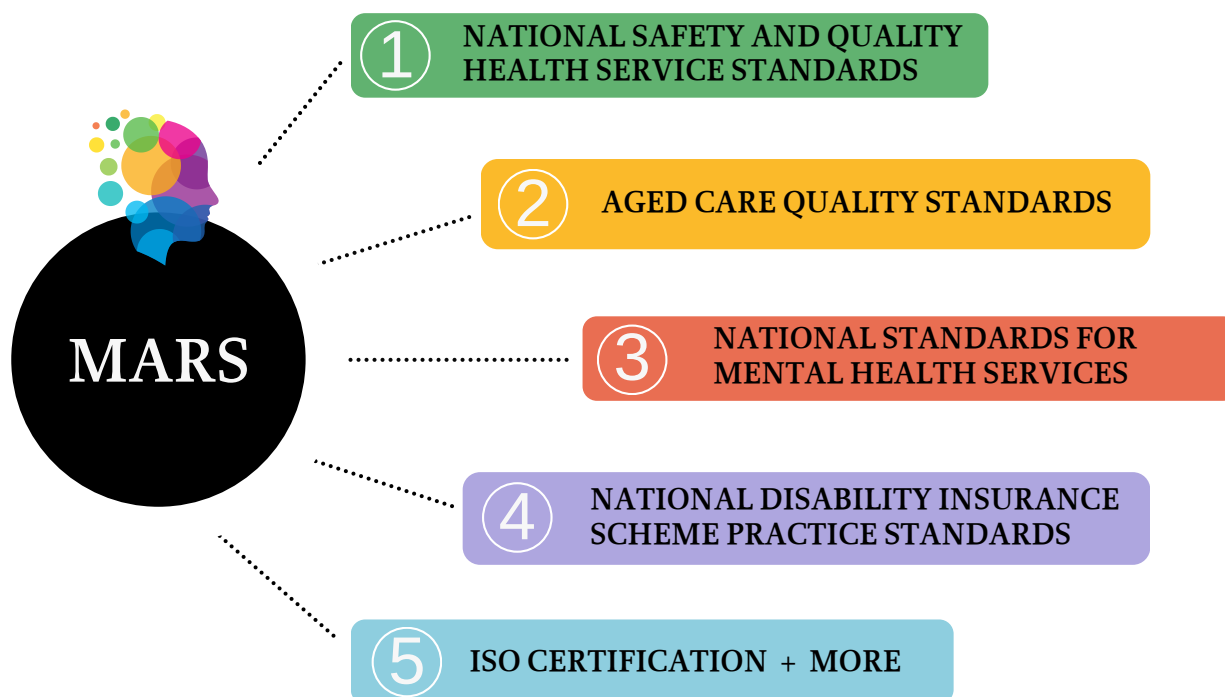 1
NATIONAL SAFETY AND QUALITY
HEALTH SERVICE STANDARDS
2
AGED CARE QUALITY STANDARDS
MARS
3
NATIONAL STANDARDS FOR
MENTAL HEALTH SERVICES
4
NATIONAL DISABILITY INSURANCE
SCHEME PRACTICE STANDARDS
5
ISO CERTIFICATION + MORE